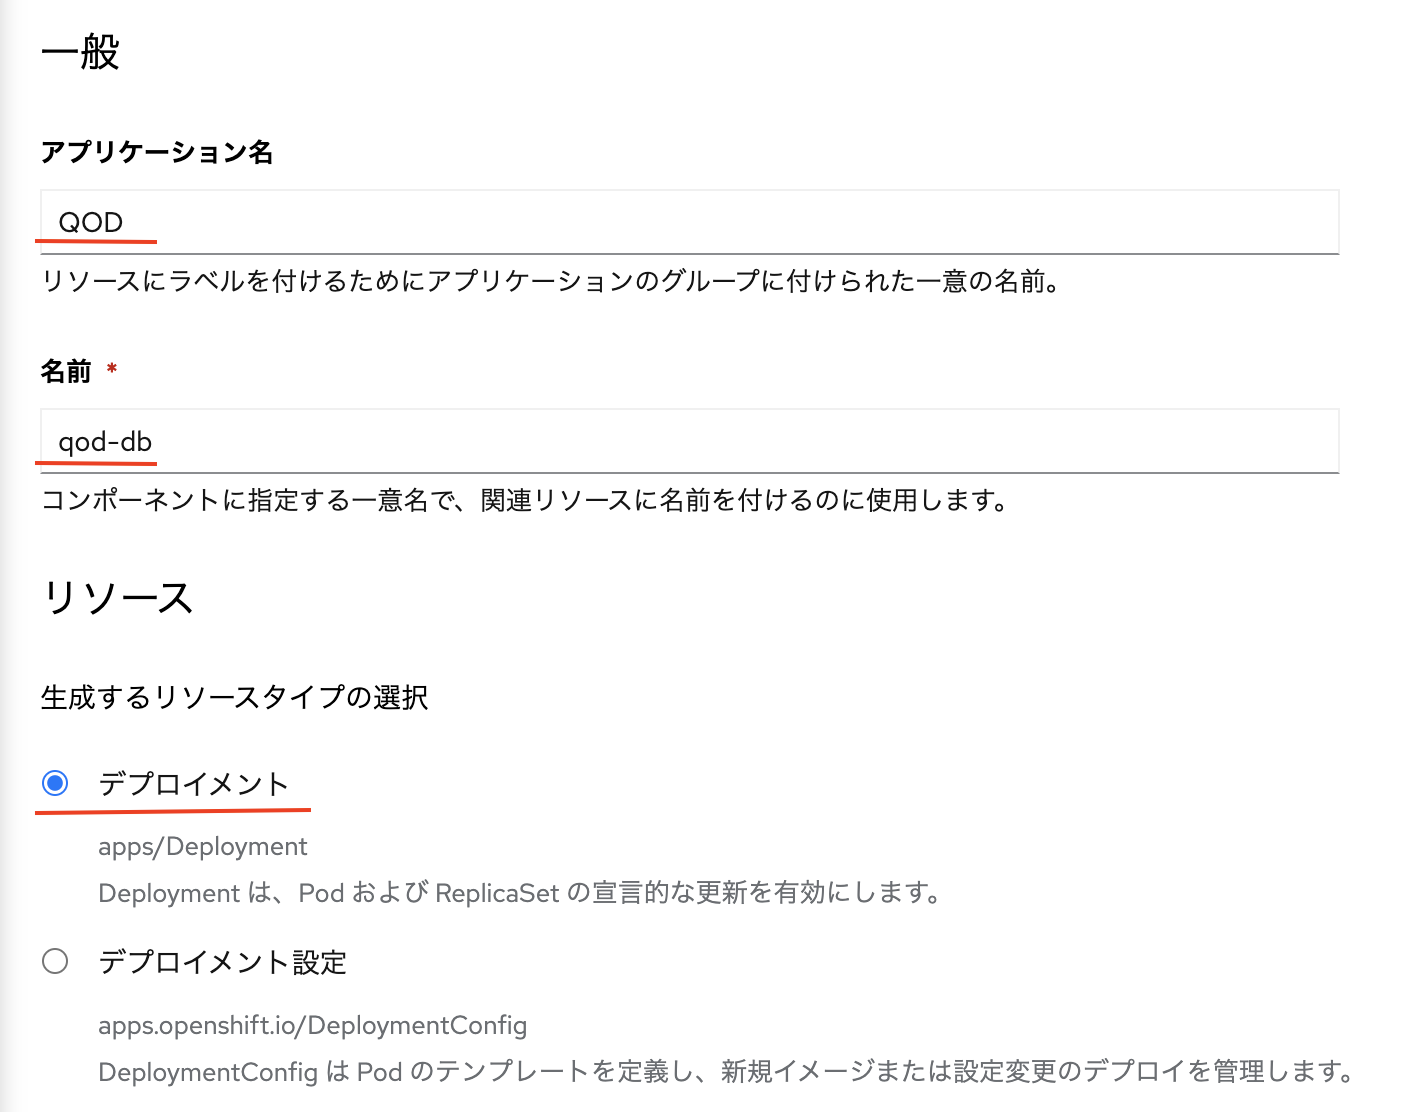 一般
アプリケーション名
QOD
リソースにラベルを付けるためにアプリケーションのグループに付けられた一意の名前。
名前 *
qod-db
コンポーネントに指定する一意名で、関連リソースに名前を付けるのに使用します。
リソース
生成するリソースタイプの選択
デプロイメント
apps/Deployment
Deployment は、Pod および ReplicaSet の宣言的な更新を有効にします。
デプロイメント設定
apps.openshift.io/DeploymentConfig
DeploymentConfig は Pod のテンプレートを定義し、新規イメージまたは設定変更のデプロイを管理します。